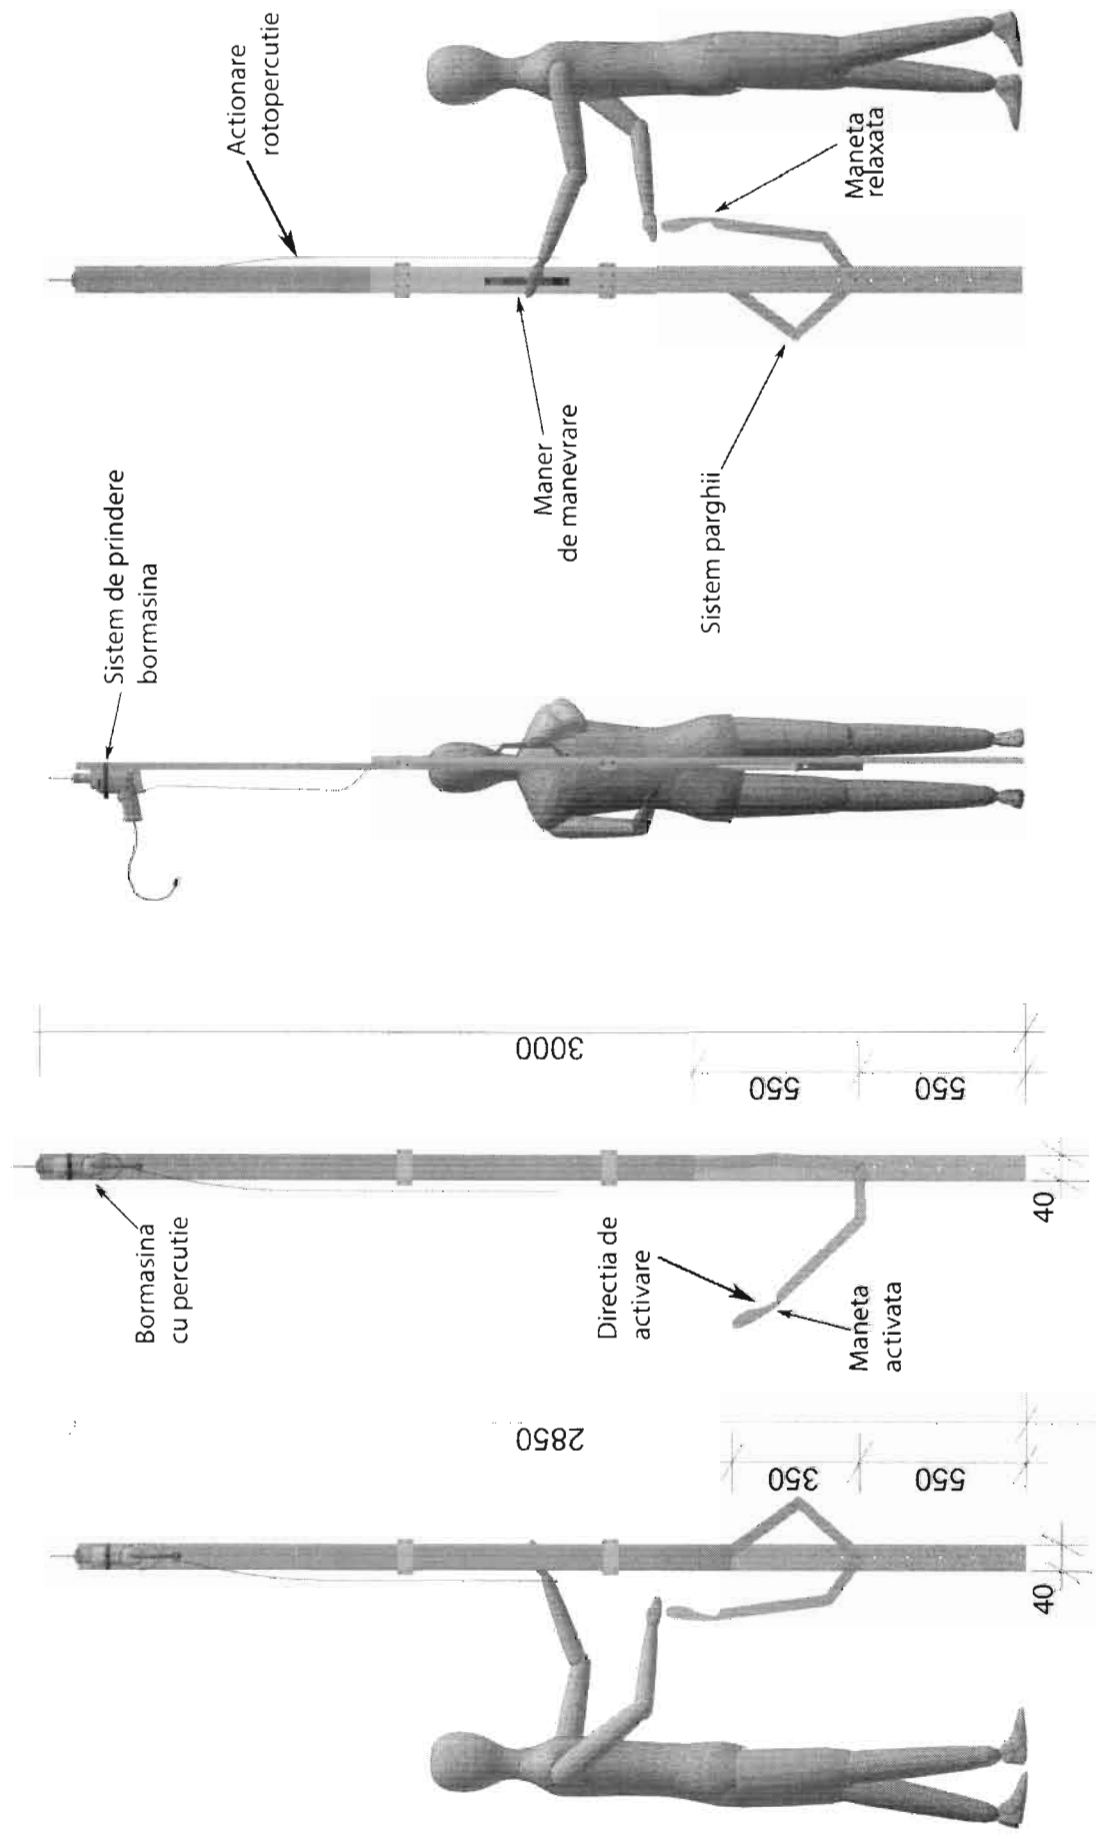 Actionare
rotopercutie
Maneta
relaxata
Maner
de manevrare
Sistem parghii
Sistem de prindere
bormasina
3000
550
550
40
Bormasina
cu percutie
Directia de
activare
Maneta
activata
2850
350
550
40